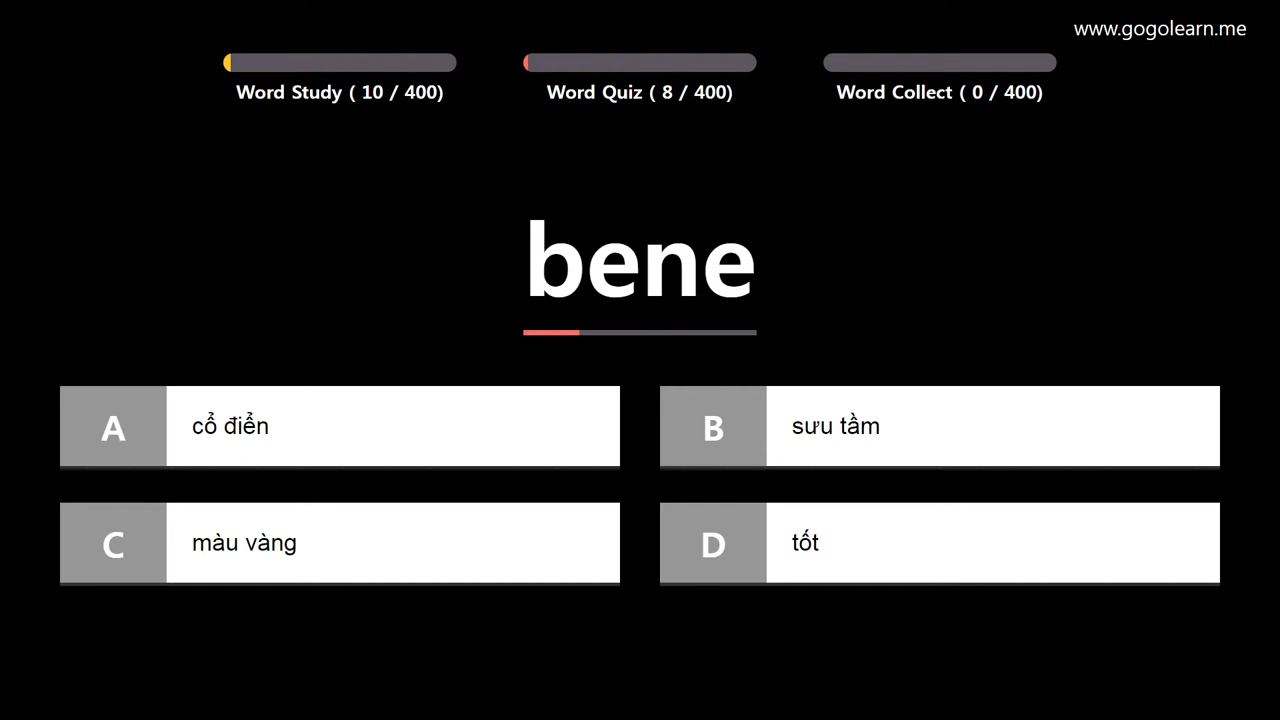 www.gogolearn.me
Word Study ( 10 / 400)
Word Quiz ( 8 / 400)
Word Collect ( 0 / 400)
bene
A cổ điển
B sưu tầm
C màu vàng
D tốt